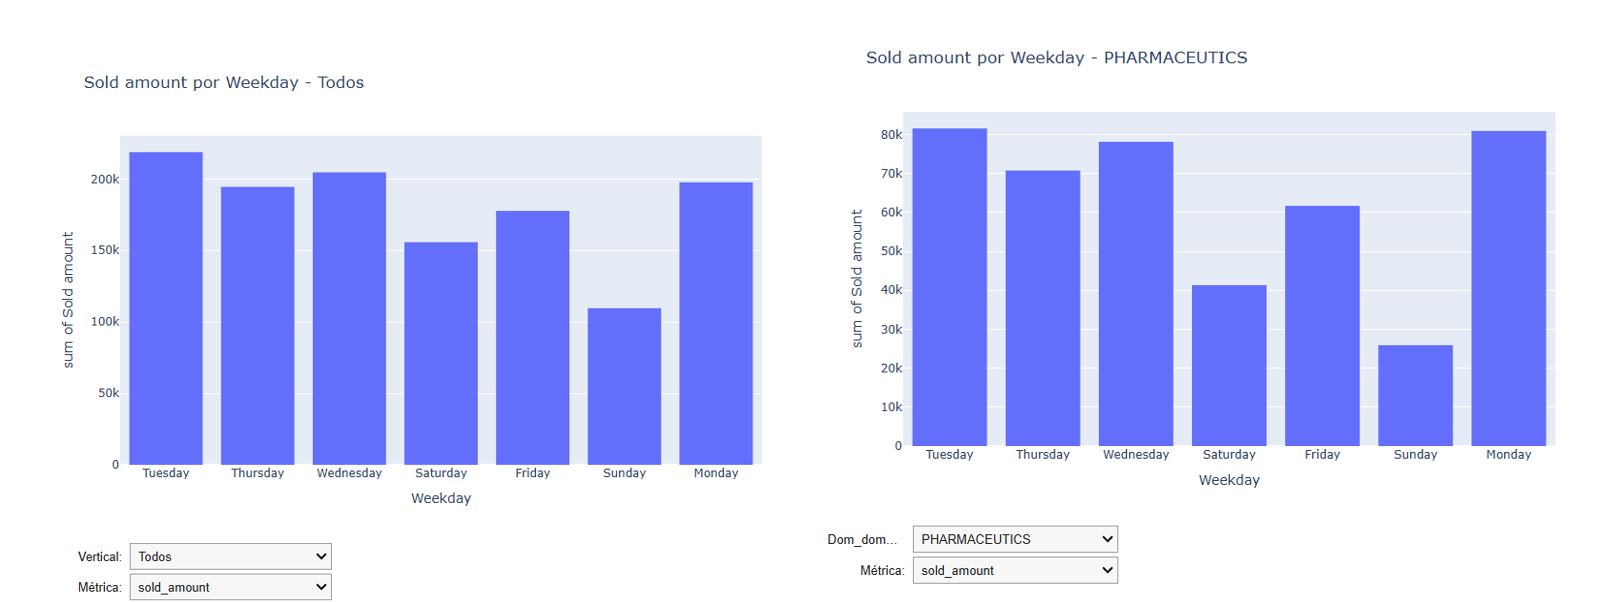 Sold amount por Weekday - Todos
sum of Sold amount
200k
150k
100k
50k
0
Tuesday Thursday Wednesday Saturday Friday Sunday Monday
Weekday
Vertical: Todos
Métrica: sold_amount
Sold amount por Weekday - PHARMACEUTICS
sum of Sold amount
80k
70k
60k
50k
40k
30k
20k
10k
0
Tuesday Thursday Wednesday Saturday Friday Sunday Monday
Weekday
Dom_dom... PHARMACEUTICS
Métrica: sold_amount